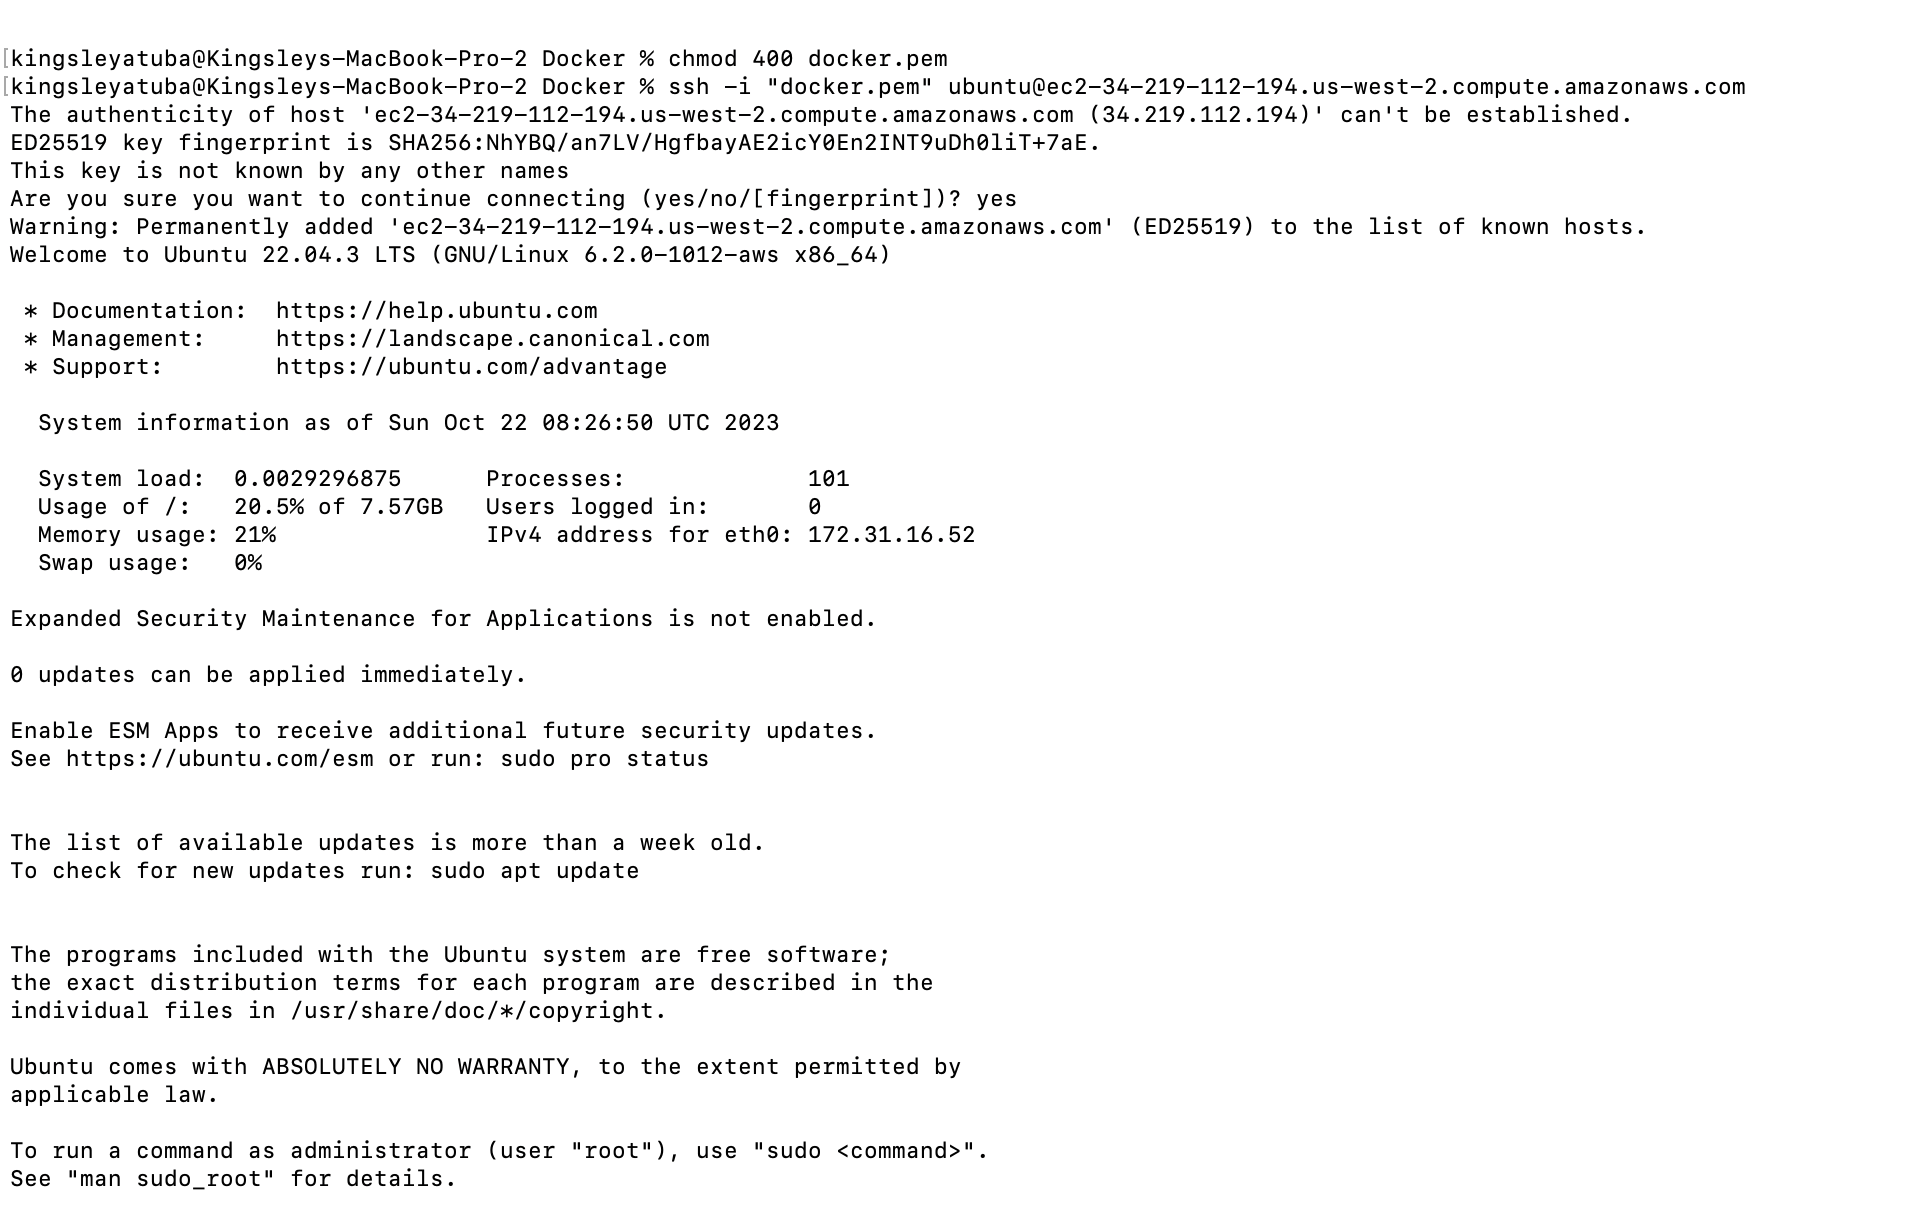 [kingsleyatuba@Kingsleys-MacBook-Pro-2 Docker % chmod 400 docker.pem
[kingsleyatuba@Kingsleys-MacBook-Pro-2 Docker % ssh -i "docker.pem" ubuntu@ec2-34-219-112-194.us-west-2.compute.amazonaws.com
The authenticity of host 'ec2-34-219-112-194.us-west-2.compute.amazonaws.com (34.219.112.194)' can't be established.
ED25519 key fingerprint is SHA256:NhYBQ/an7LV/HgfbayAE2icY0En2INT9uDh0liT+7aE.
This key is not known by any other names
Are you sure you want to continue connecting (yes/no/[fingerprint])? yes
Warning: Permanently added 'ec2-34-219-112-194.us-west-2.compute.amazonaws.com' (ED25519) to the list of known hosts.
Welcome to Ubuntu 22.04.3 LTS (GNU/Linux 6.2.0-1012-aws x86_64)
* Documentation:  https://help.ubuntu.com
* Management:     https://landscape.canonical.com
* Support:        https://ubuntu.com/advantage
System information as of Sun Oct 22 08:26:50 UTC 2023
System load:  0.0029296875      Processes:             101
Usage of /:   20.5% of 7.57GB   Users logged in:       0
Memory usage: 21%               IPv4 address for eth0: 172.31.16.52
Swap usage:   0%
Expanded Security Maintenance for Applications is not enabled.
0 updates can be applied immediately.
Enable ESM Apps to receive additional future security updates.
See https://ubuntu.com/esm or run: sudo pro status
The list of available updates is more than a week old.
To check for new updates run: sudo apt update
The programs included with the Ubuntu system are free software;
the exact distribution terms for each program are described in the
individual files in /usr/share/doc/*/copyright.
Ubuntu comes with ABSOLUTELY NO WARRANTY, to the extent permitted by
applicable law.
To run a command as administrator (user "root"), use "sudo <command>".
See "man sudo_root" for details.